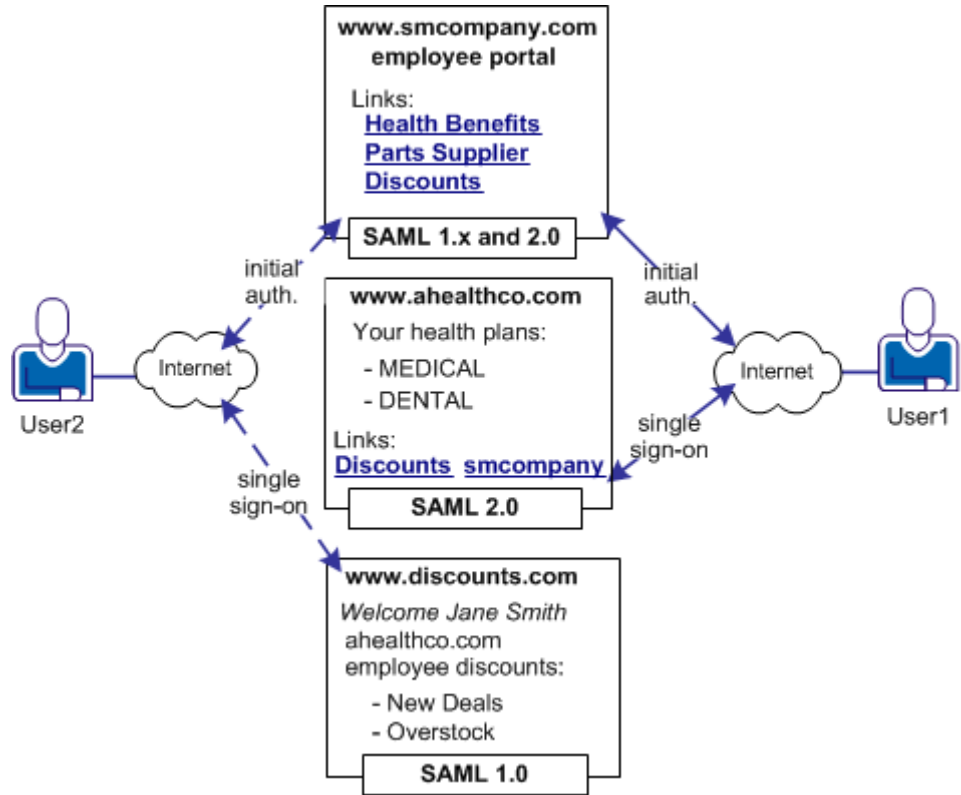 www.smcompany.com
employee portal
Links:
Health Benefits
Parts Supplier
Discounts
SAML 1.x and 2.0
initial
auth.
initial
auth.
www.ahealthco.com
Your health plans:
- MEDICAL
- DENTAL
Links:
Discounts smcompany
SAML 2.0
Internet
User2
Internet
User1
single
sign-on
single
sign-on
www.discounts.com
Welcome Jane Smith
ahealthco.com
employee discounts:
- New Deals
- Overstock
SAML 1.0